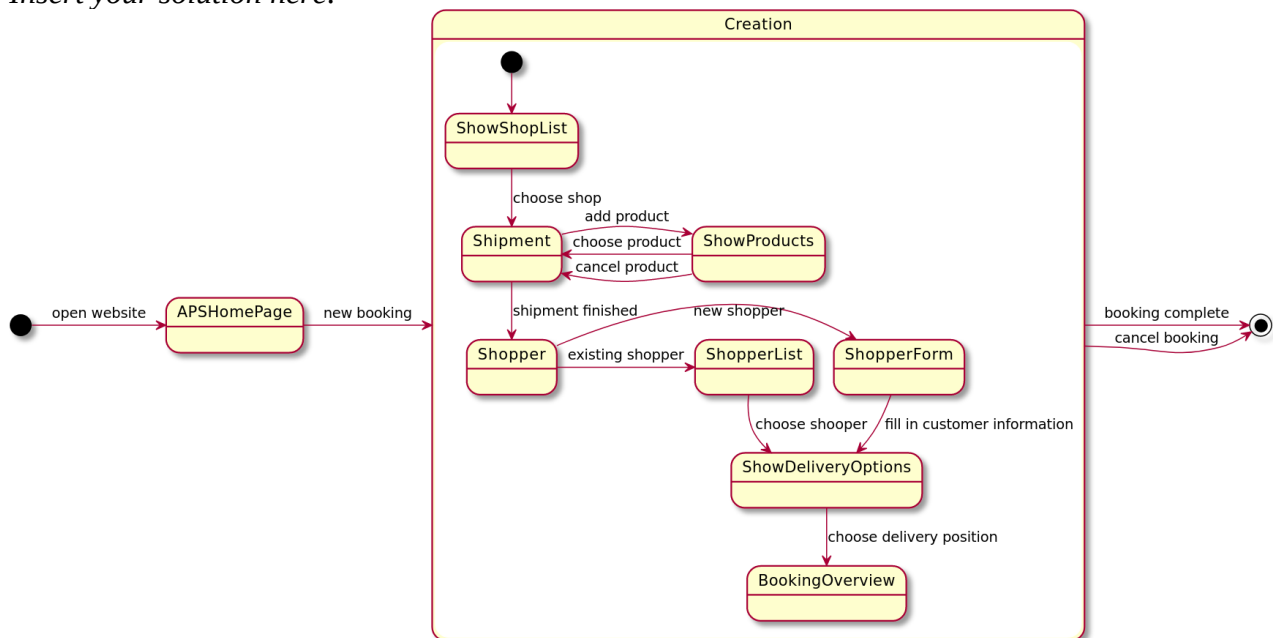 Insert your solution here.
Creation
ShowShopList
choose shop
add product
Shipment
choose product
ShowProducts
cancel product
open website
APSHomePage
new booking
shipment finished
new shopper
booking complete
cancel booking
Shopper
existing shopper
ShopperList
ShopperForm
choose shooper
fill in customer information
ShowDeliveryOptions
choose delivery position
BookingOverview